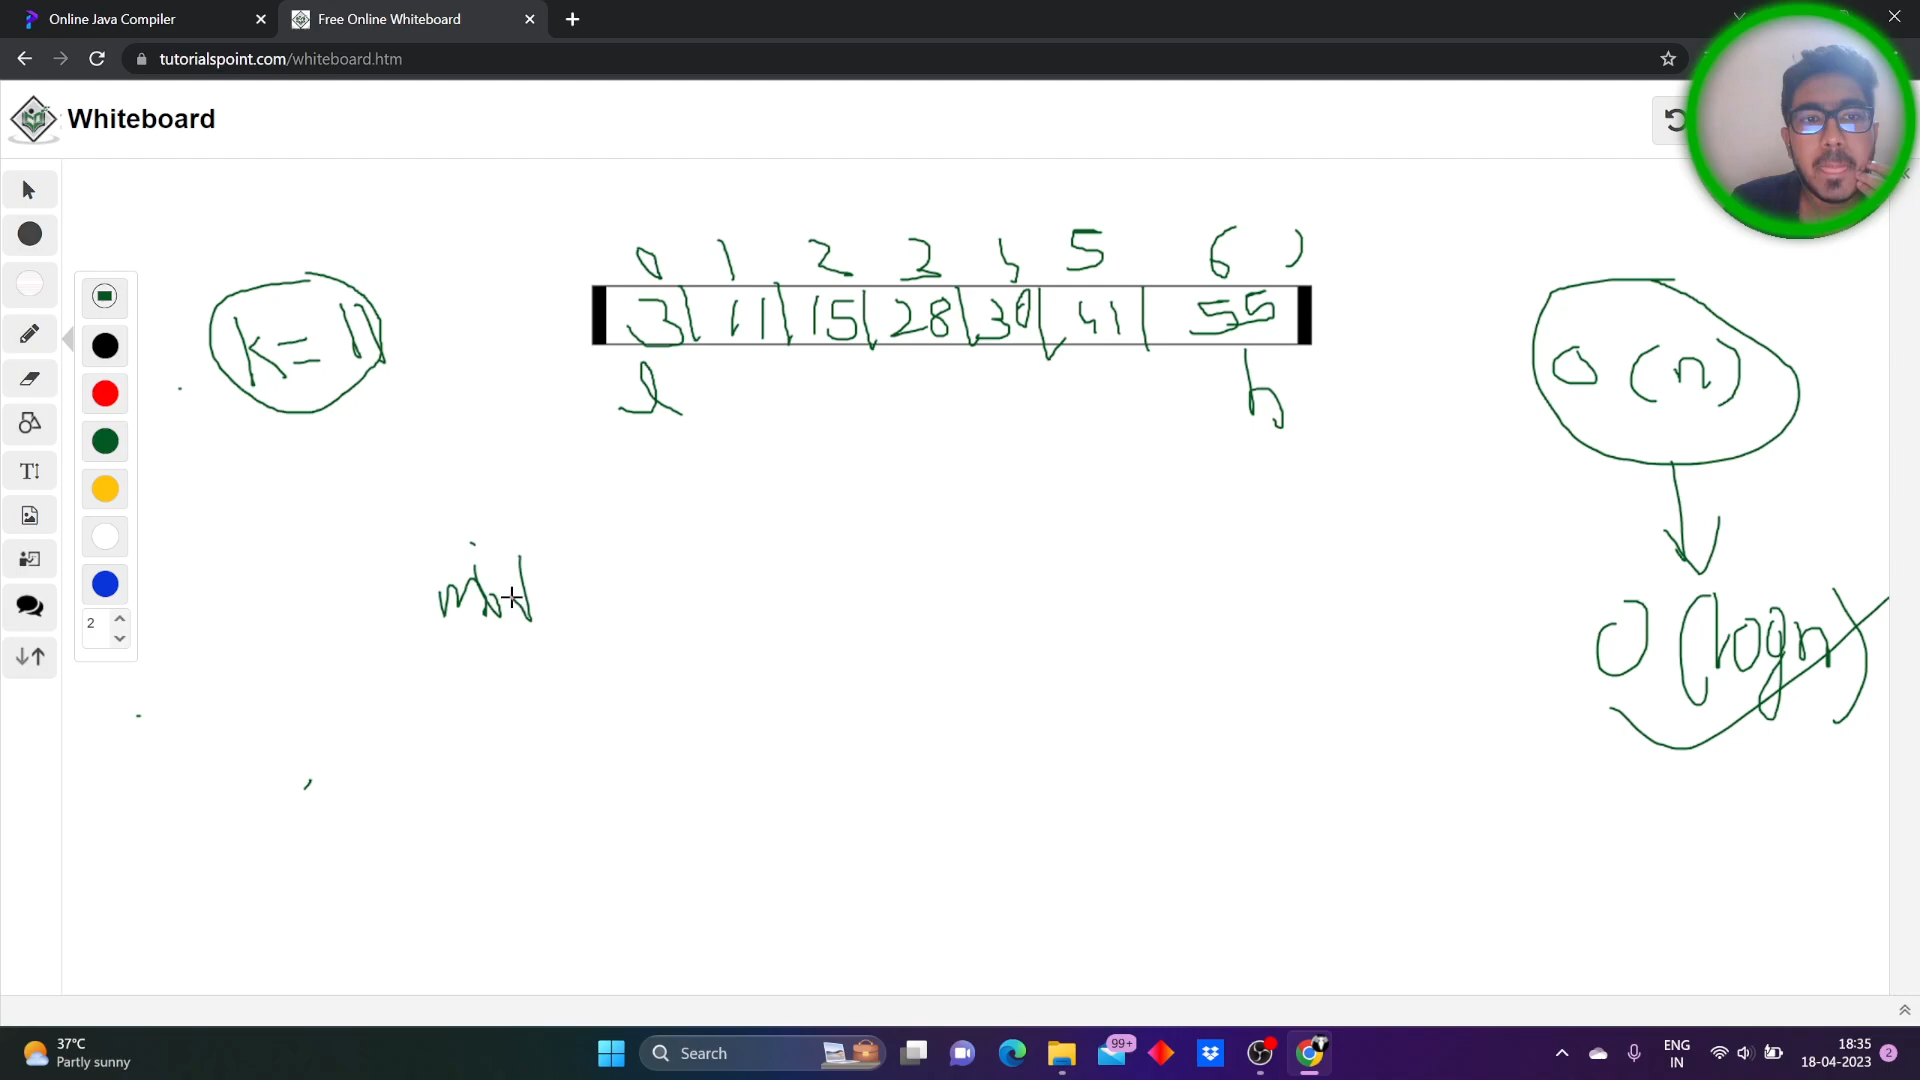 Online Java Compiler
Free Online Whiteboard
tutorialspoint.com/whiteboard.htm
Whiteboard
0 1 2 3 4 5 6 )
3 11 15 28 30 41 55
l h
K = 11
O (n)
O (logn)
mid
T
2
37°C
Partly sunny
Search
99+
ENG
IN
18:35
18-04-2023
2